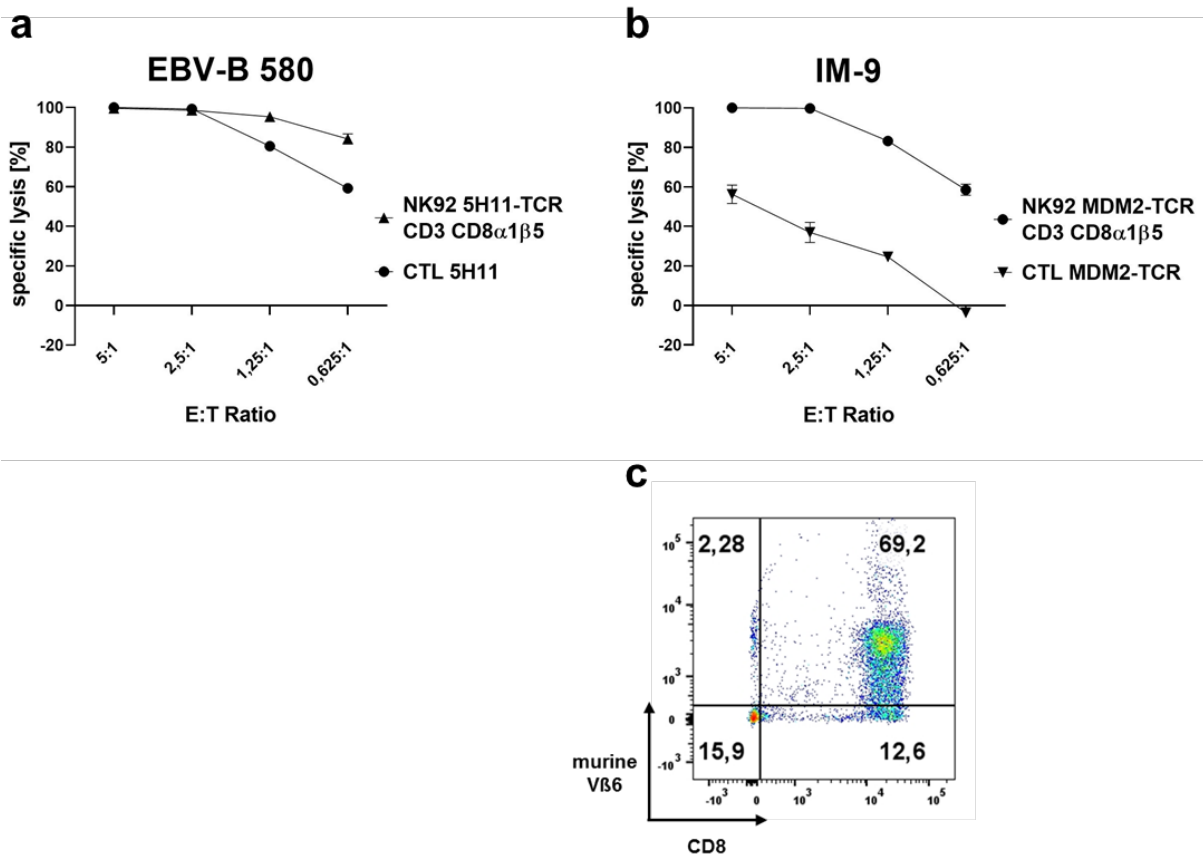 a
EBV-B 580
specific lysis [%]
100
80
60
40
20
0
-20
5:1
2,5:1
1,25:1
0,625:1
E:T Ratio
NK92 5H11-TCR
CD3 CD8α1β5
CTL 5H11
b
IM-9
specific lysis [%]
100
80
60
40
20
0
-20
5:1
2,5:1
1,25:1
0,625:1
E:T Ratio
NK92 MDM2-TCR
CD3 CD8α1β5
CTL MDM2-TCR
c
2,28
69,2
15,9
12,6
10⁵
10⁴
10³
0
-10³
-10³
0
10³
10⁴
10⁵
murine
Vß6
CD8